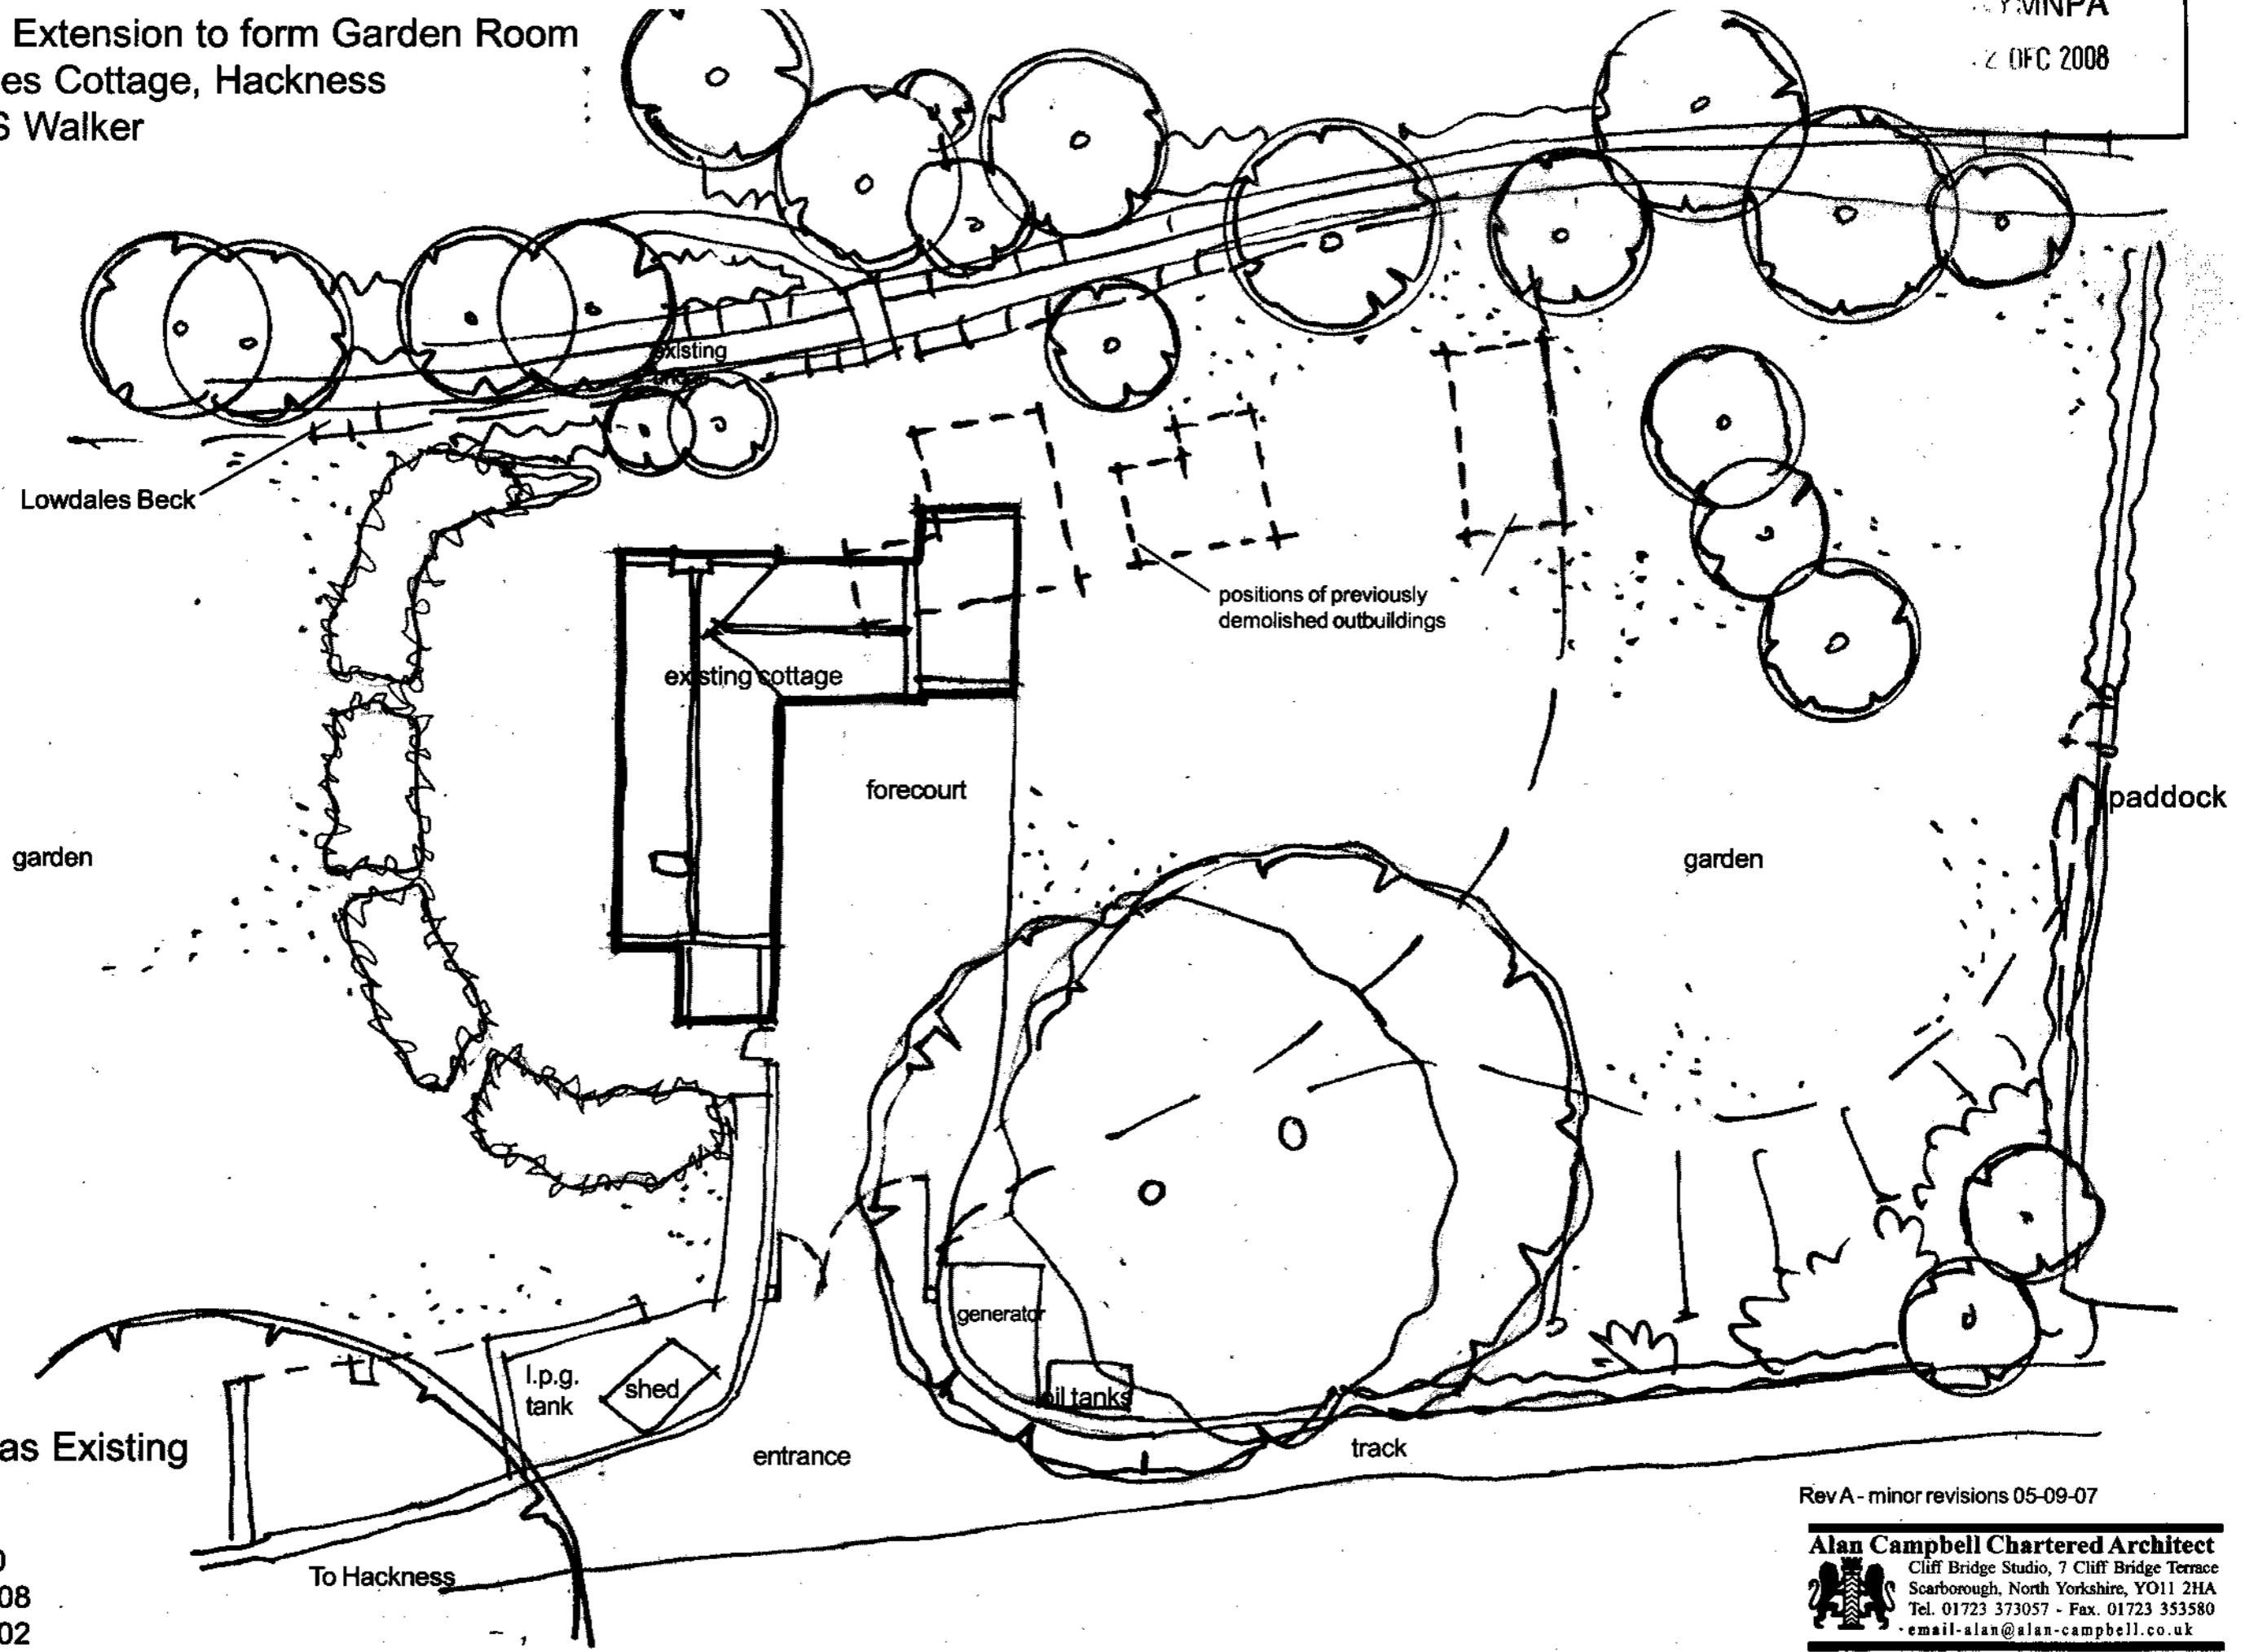 Extension to form Garden Room
es Cottage, Hackness
S Walker
YMNPA
2 DEC 2008
existing
Lowdales Beck
positions of previously
demolished outbuildings
existing cottage
forecourt
paddock
garden
garden
generator
l.p.g.
tank
shed
oil tanks
as Existing
entrance
track
Rev A - minor revisions 05-09-07
To Hackness
0
08
02
Alan Campbell Chartered Architect
Cliff Bridge Studio, 7 Cliff Bridge Terrace
Scarborough, North Yorkshire, YO11 2HA
Tel. 01723 373057 - Fax. 01723 353580
email-alan@alan-campbell.co.uk